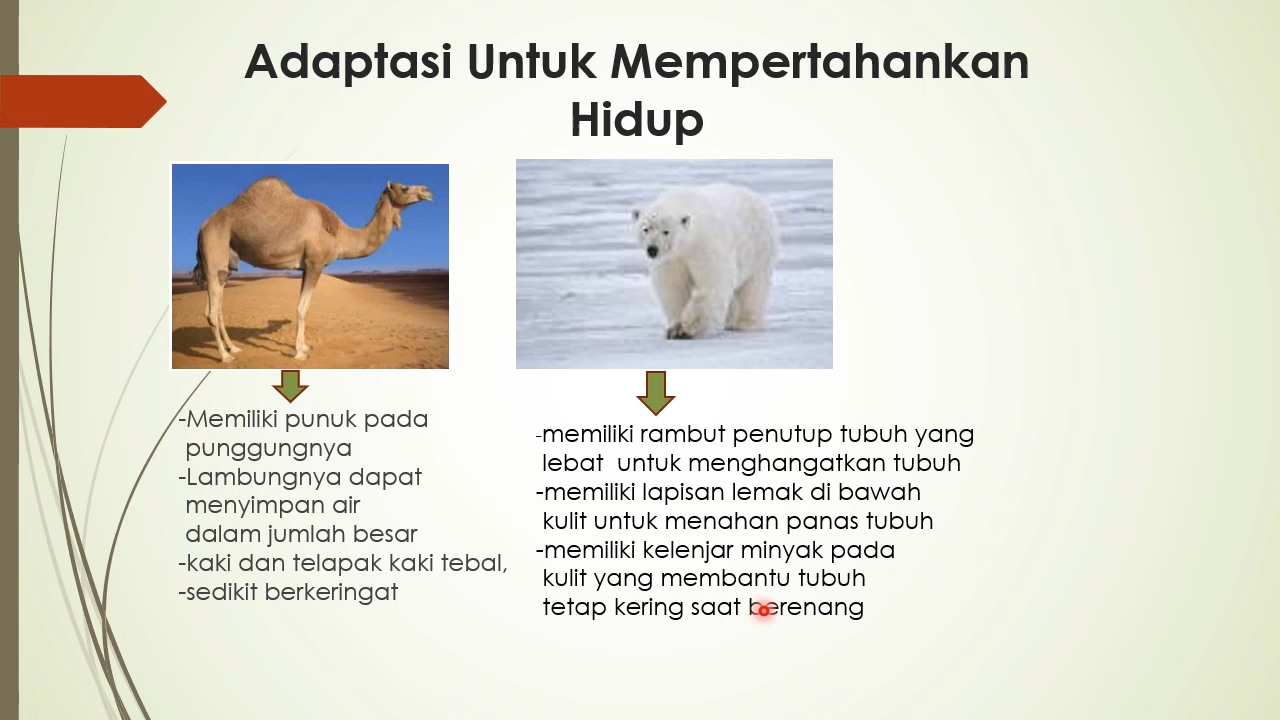 Adaptasi Untuk Mempertahankan
Hidup
-Memiliki punuk pada
punggungnya
-Lambungnya dapat
menyimpan air
dalam jumlah besar
-kaki dan telapak kaki tebal,
-sedikit berkeringat
-memiliki rambut penutup tubuh yang
lebat untuk menghangatkan tubuh
-memiliki lapisan lemak di bawah
kulit untuk menahan panas tubuh
-memiliki kelenjar minyak pada
kulit yang membantu tubuh
tetap kering saat berenang